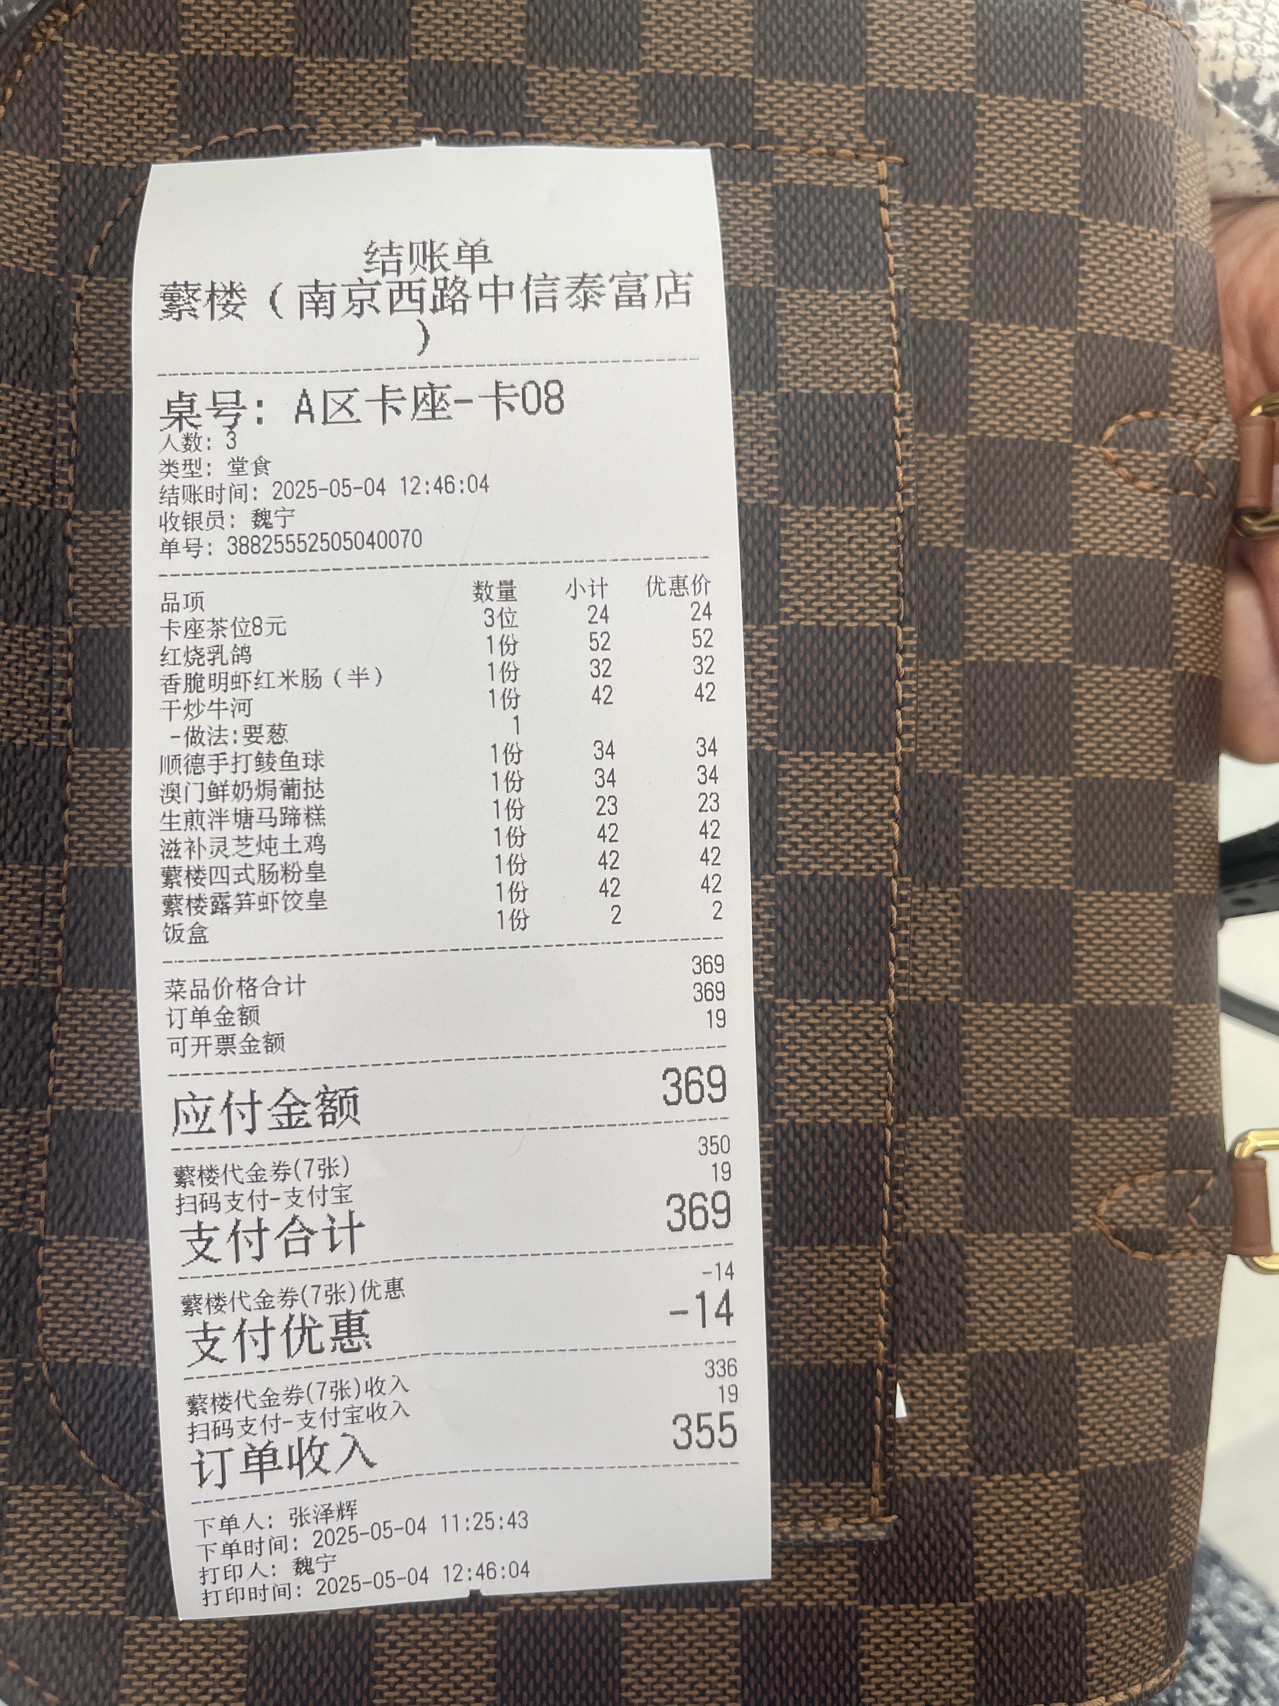 结账单
蘩楼（南京西路中信泰富店
）
桌号: A区卡座-卡08
人数: 3
类型: 堂食
结账时间: 2025-05-04 12:46:04
收银员: 魏宁
单号: 38825552505040070
品项 数量 小计 优惠价
卡座茶位8元 3位 24 24
红烧乳鸽 1份 52 52
香脆明虾红米肠（半） 1份 32 32
干炒牛河 1份 42 42
-做法:要葱 1
顺德手打鲮鱼球 1份 34 34
澳门鲜奶焗葡挞 1份 34 34
生煎泮塘马蹄糕 1份 23 23
滋补灵芝炖土鸡 1份 42 42
蘩楼四式肠粉皇 1份 42 42
蘩楼露笋虾饺皇 1份 42 42
饭盒 1份 2 2
菜品价格合计 369
订单金额 369
可开票金额 19
应付金额 369
蘩楼代金券(7张) 350
扫码支付-支付宝 19
支付合计 369
蘩楼代金券(7张)优惠 -14
支付优惠 -14
蘩楼代金券(7张)收入 336
扫码支付-支付宝收入 19
订单收入 355
下单人: 张泽辉
下单时间: 2025-05-04 11:25:43
打印人: 魏宁
打印时间: 2025-05-04 12:46:04